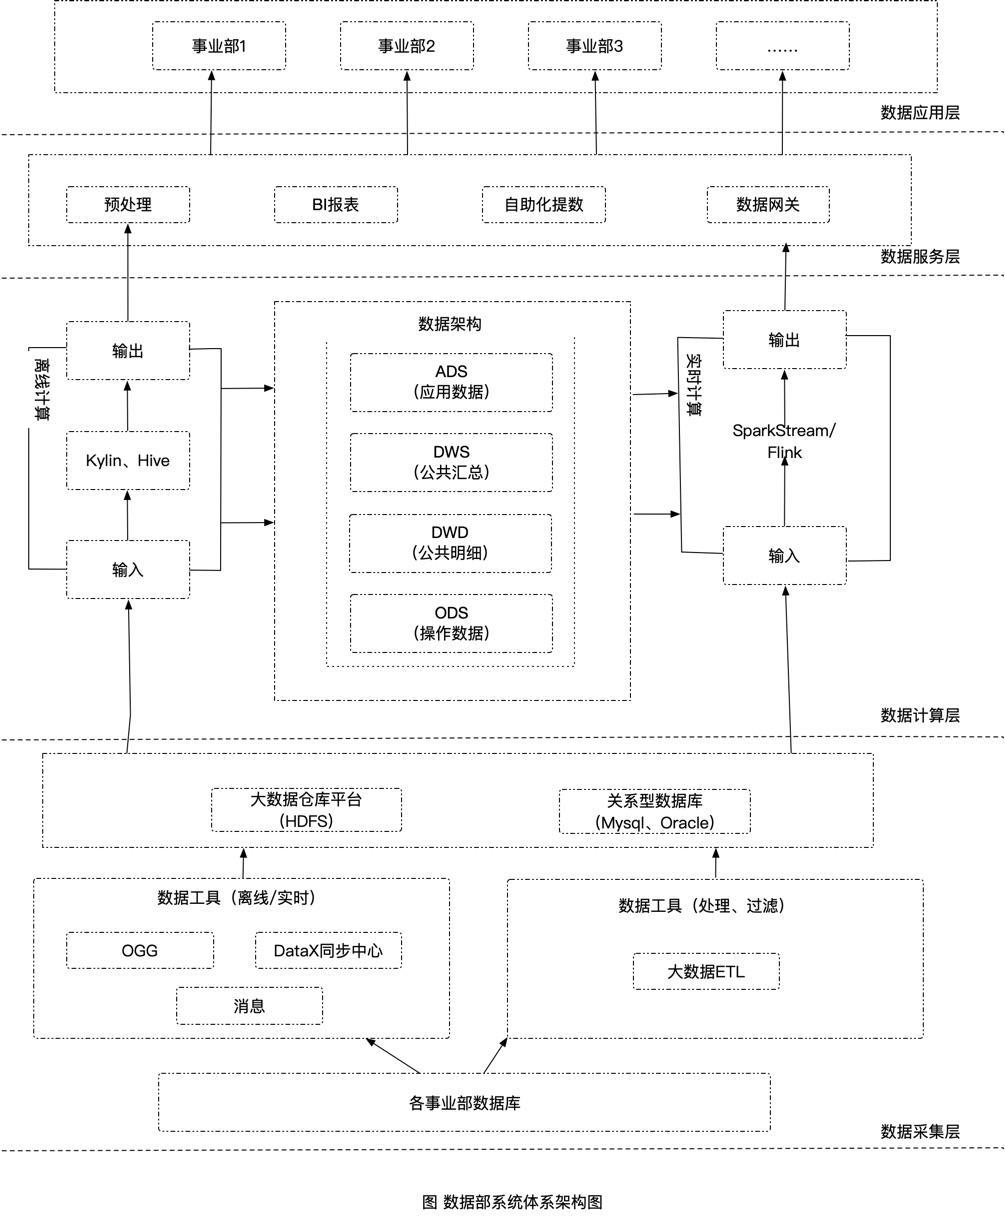 事业部1
事业部2
事业部3
......
数据应用层
预处理
BI报表
自助化提数
数据网关
数据服务层
离线计算
输出
Kylin、Hive
输入
数据架构
ADS
（应用数据）
DWS
（公共汇总）
DWD
（公共明细）
ODS
（操作数据）
实时计算
输出
SparkStream/
Flink
输入
数据计算层
大数据仓库平台
（HDFS）
关系型数据库
（Mysql、Oracle）
数据工具（离线/实时）
OGG
DataX同步中心
消息
数据工具（处理、过滤）
大数据ETL
各事业部数据库
数据采集层
图 数据部系统体系架构图